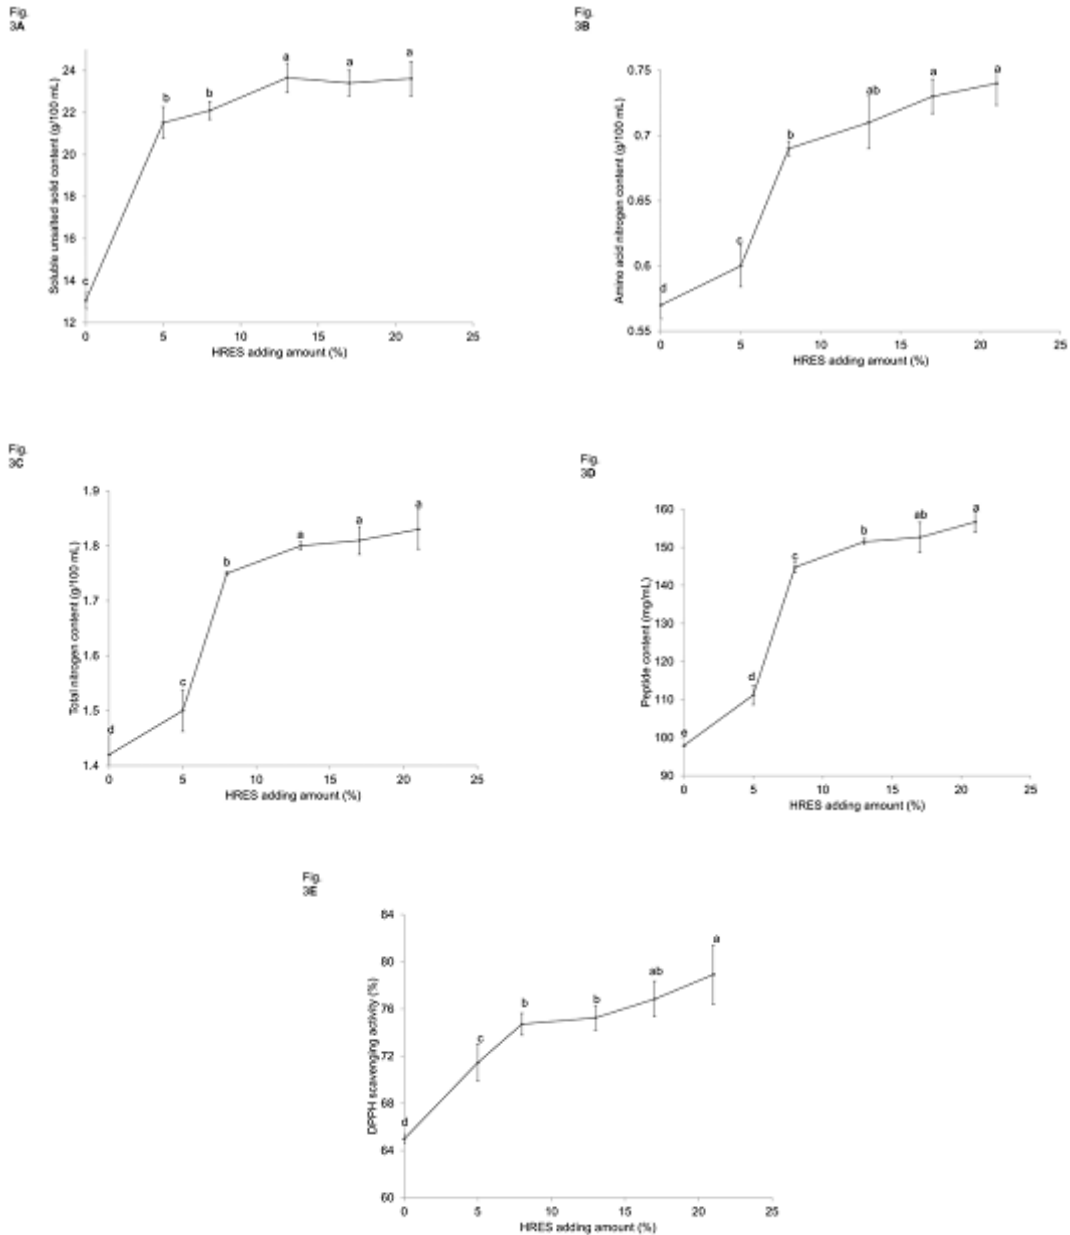 Fig.
3A
Soluble unsalted solid content (g/100 mL)
24
22
20
18
16
14
12
c
b
b
a
a
a
0
5
10
15
20
25
HRES adding amount (%)
Fig.
3B
Amino acid nitrogen content (g/100 mL)
0.75
0.7
0.65
0.6
0.55
d
c
b
ab
a
a
0
5
10
15
20
25
HRES adding amount (%)
Fig.
3C
Total nitrogen content (g/100 mL)
1.9
1.8
1.7
1.6
1.5
1.4
d
c
b
a
a
a
0
5
10
15
20
25
HRES adding amount (%)
Fig.
3D
Peptide content (mg/mL)
160
150
140
130
120
110
100
90
e
d
c
b
ab
a
0
5
10
15
20
25
HRES adding amount (%)
Fig.
3E
DPPH scavenging activity (%)
84
80
76
72
68
64
60
d
c
b
b
ab
a
0
5
10
15
20
25
HRES adding amount (%)